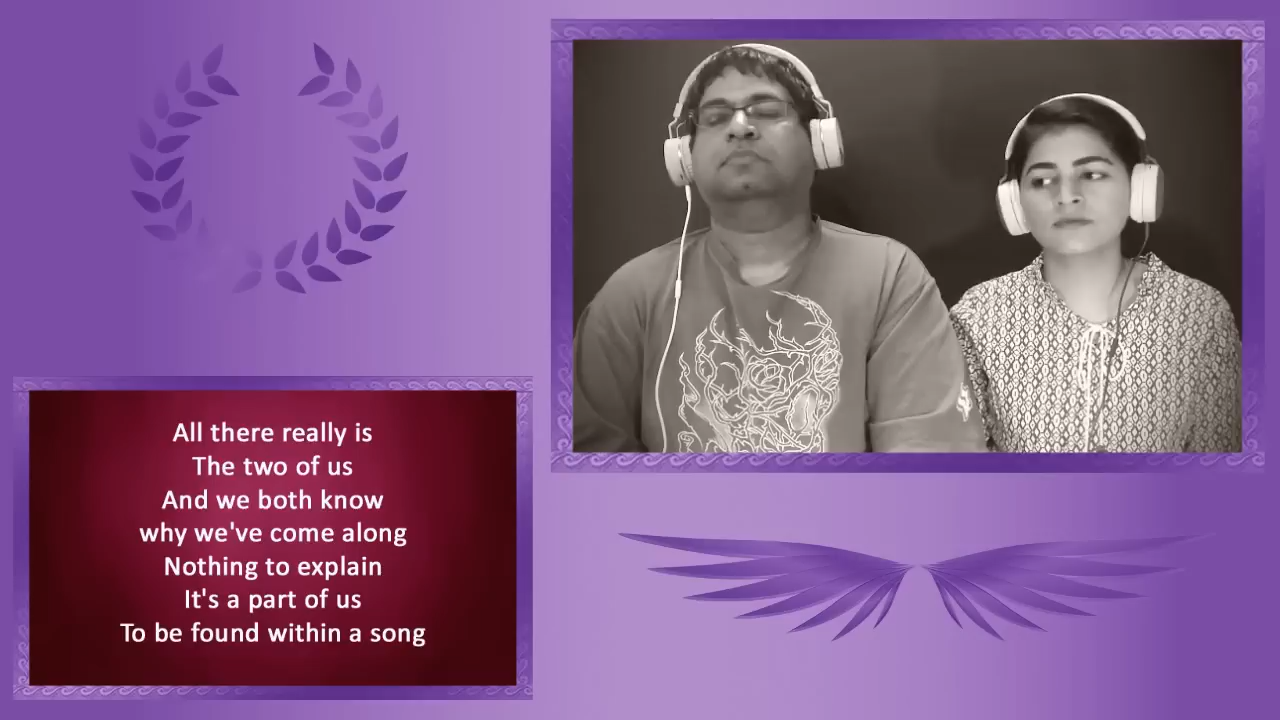 All there really is
The two of us
And we both know
why we've come along
Nothing to explain
It's a part of us
To be found within a song